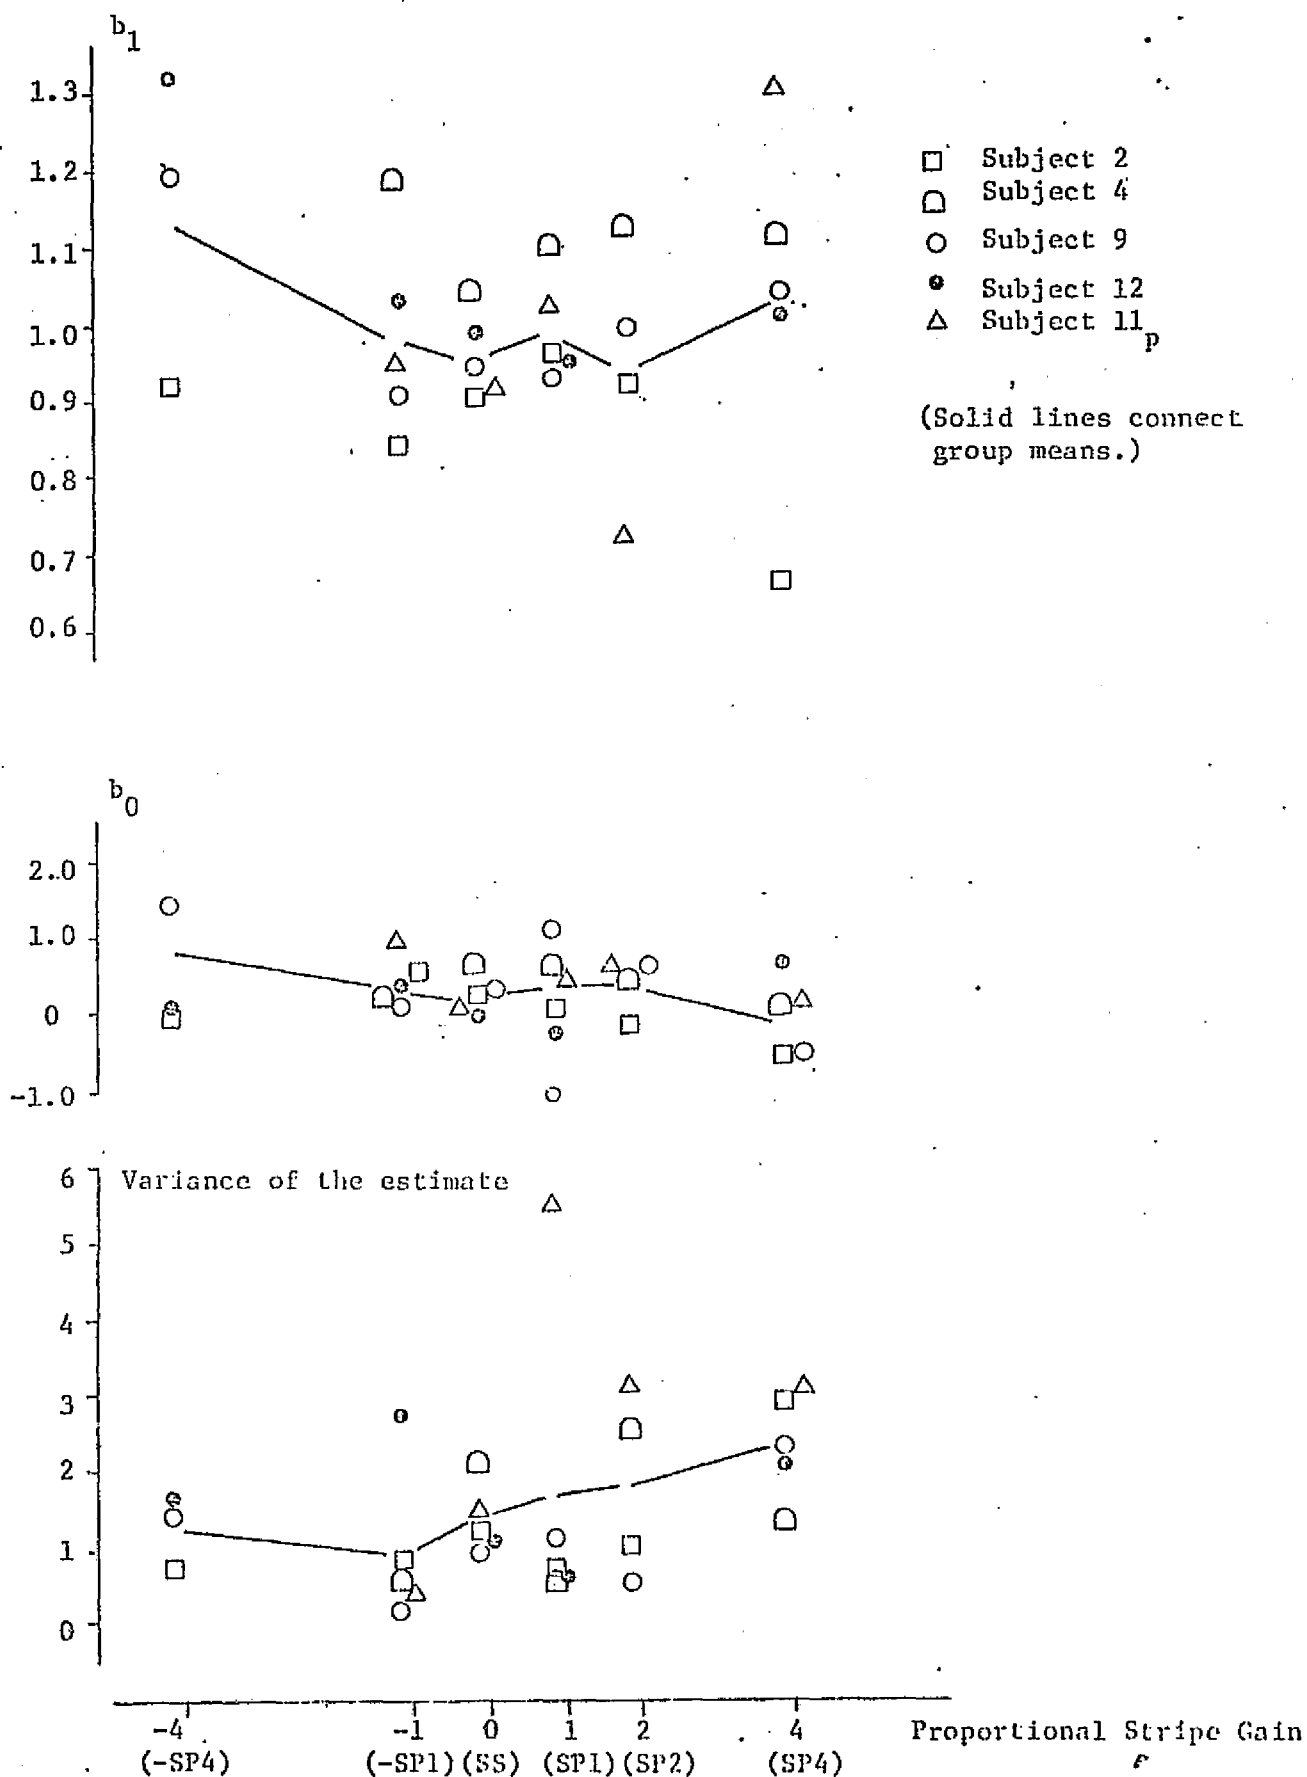 b1
1.3
1.2
1.1
1.0
0.9
0.8
0.7
0.6
Subject 2
Subject 4
Subject 9
Subject 12
Subject 11p
(Solid lines connect
group means.)
b0
2.0
1.0
0
-1.0
Variance of the estimate
6
5
4
3
2
1
0
-4 -1 0 1 2 4 Proportional Stripe Gain
(-SP4) (-SP1) (SS) (SP1) (SP2) (SP4)